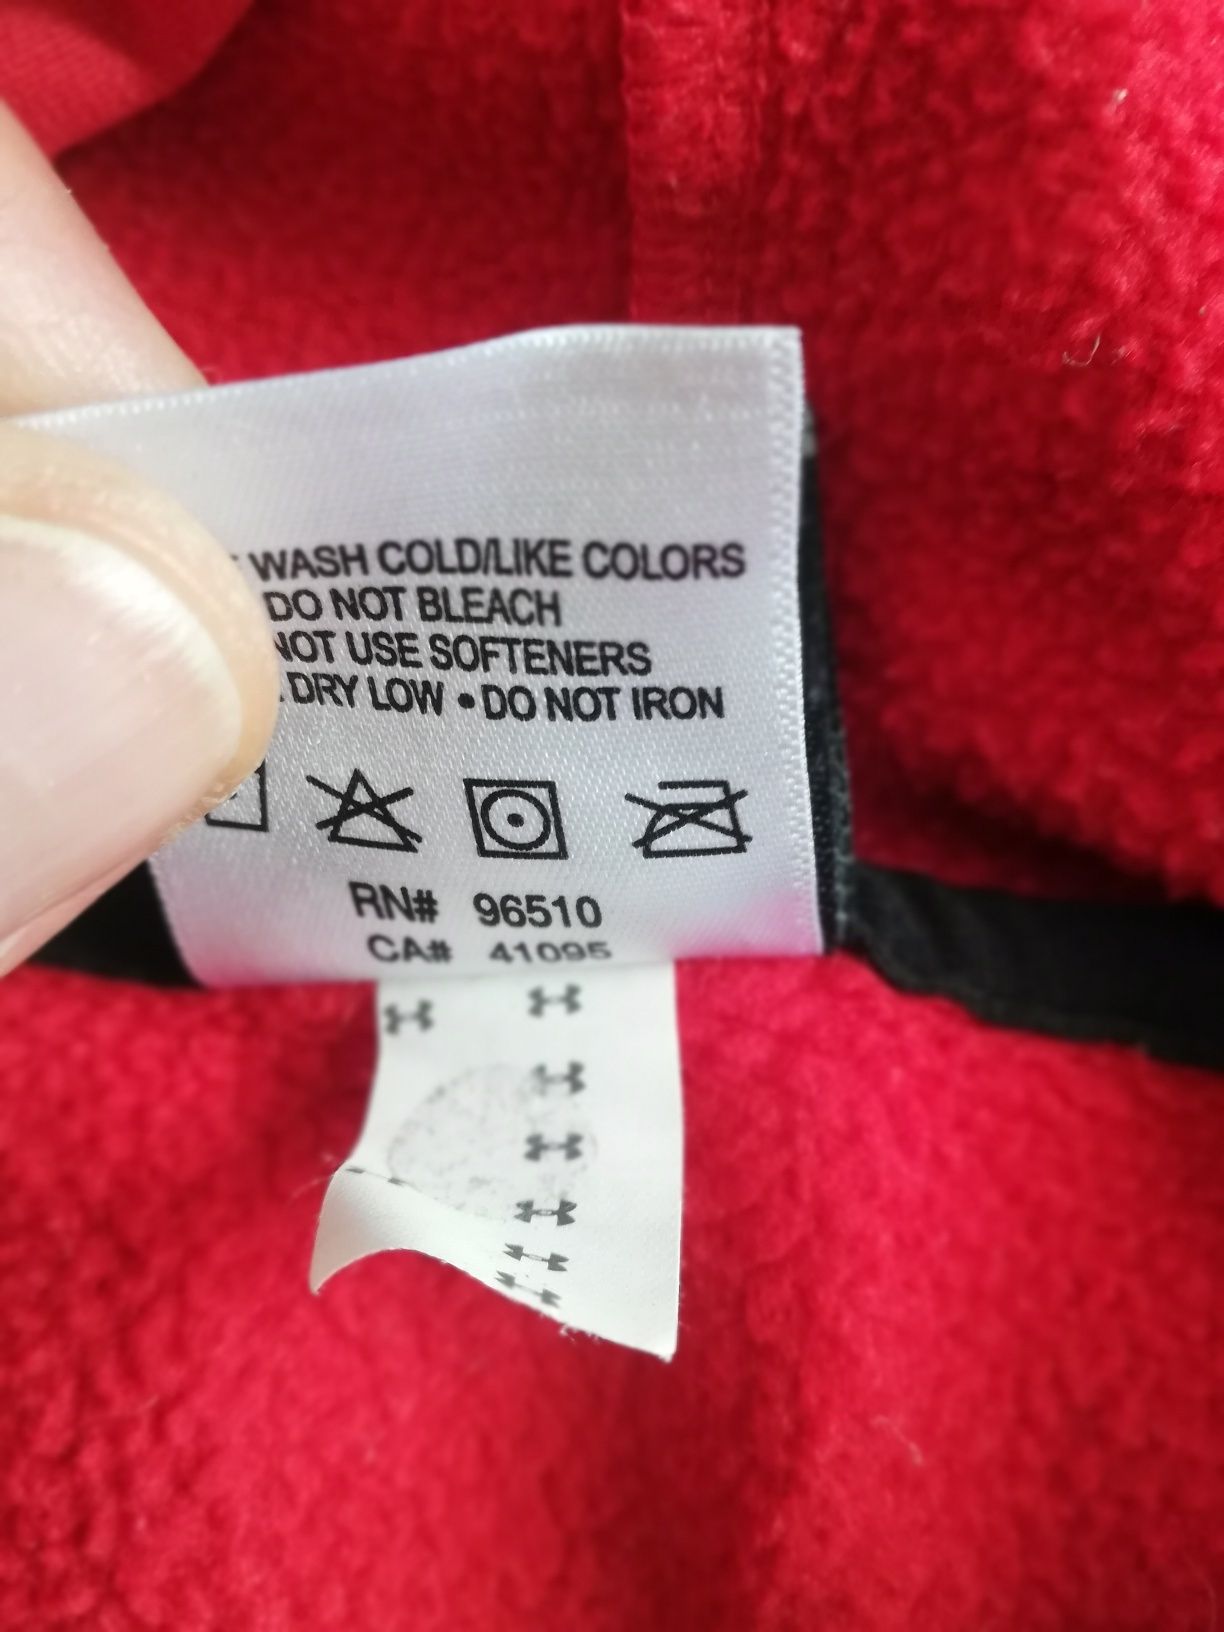 WASH COLD/LIKE COLORS
DO NOT BLEACH
NOT USE SOFTENERS
DRY LOW • DO NOT IRON
RN# 96510
CA# 41095